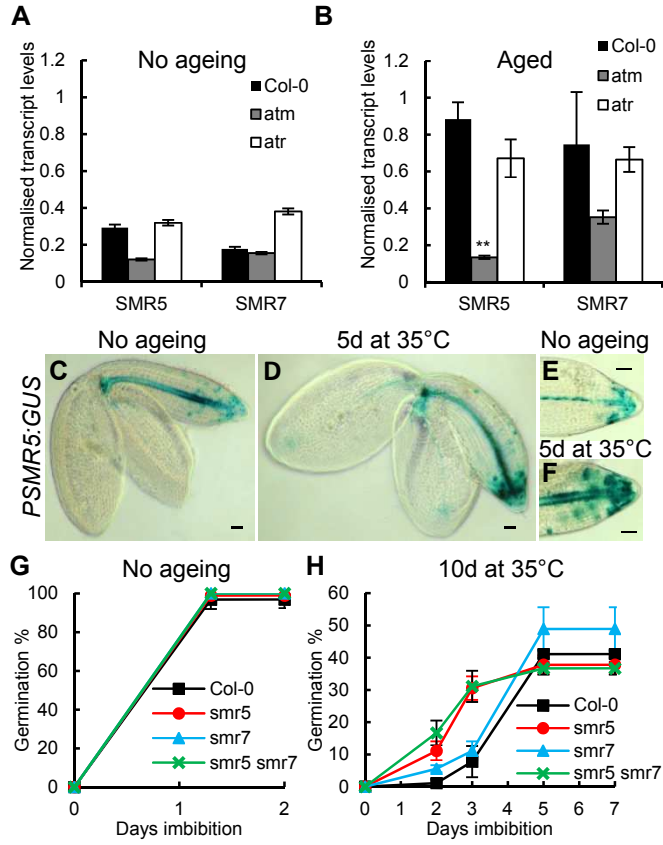 A
No ageing
Normalised transcript levels
1.2
1
0.8
0.6
0.4
0.2
0
Col-0
atm
atr
SMR5
SMR7
B
Aged
Normalised transcript levels
1.2
1
0.8
0.6
0.4
0.2
0
Col-0
atm
atr
**
SMR5
SMR7
PSMR5:GUS
No ageing
C
5d at 35°C
D
No ageing
E
5d at 35°C
F
G
No ageing
Germination %
100
80
60
40
20
0
Col-0
smr5
smr7
smr5 smr7
0
1
2
Days imbibition
H
10d at 35°C
Germination %
60
50
40
30
20
10
0
Col-0
smr5
smr7
smr5 smr7
0
1
2
3
4
5
6
7
Days imbibition